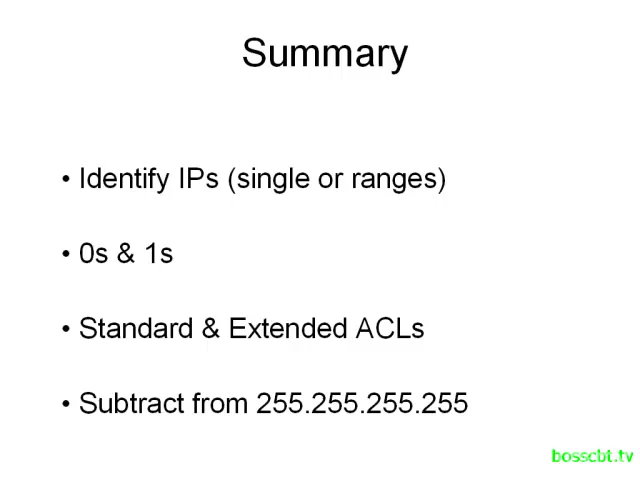 Summary
• Identify IPs (single or ranges)
• 0s & 1s
• Standard & Extended ACLs
• Subtract from 255.255.255.255
bosscbt.tv